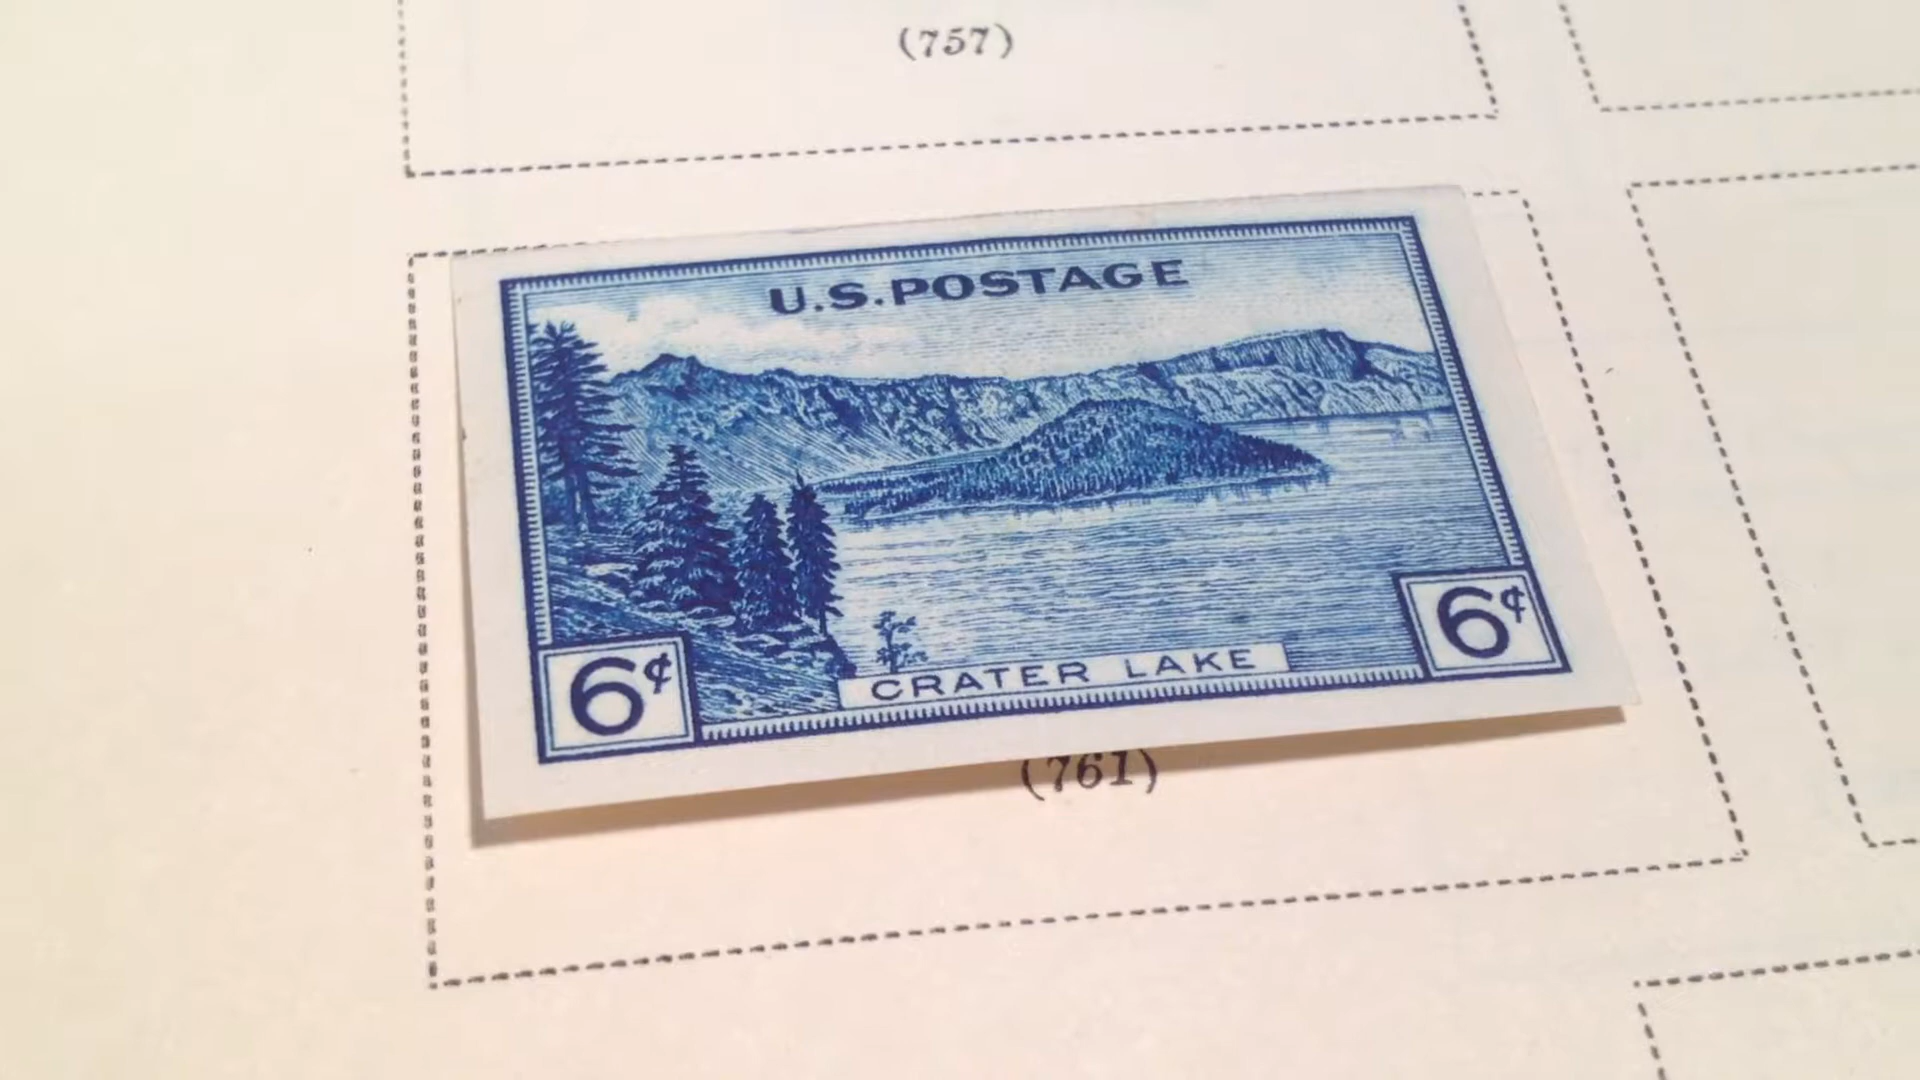 (757)
U.S.POSTAGE
6¢
CRATER LAKE
6¢
(761)